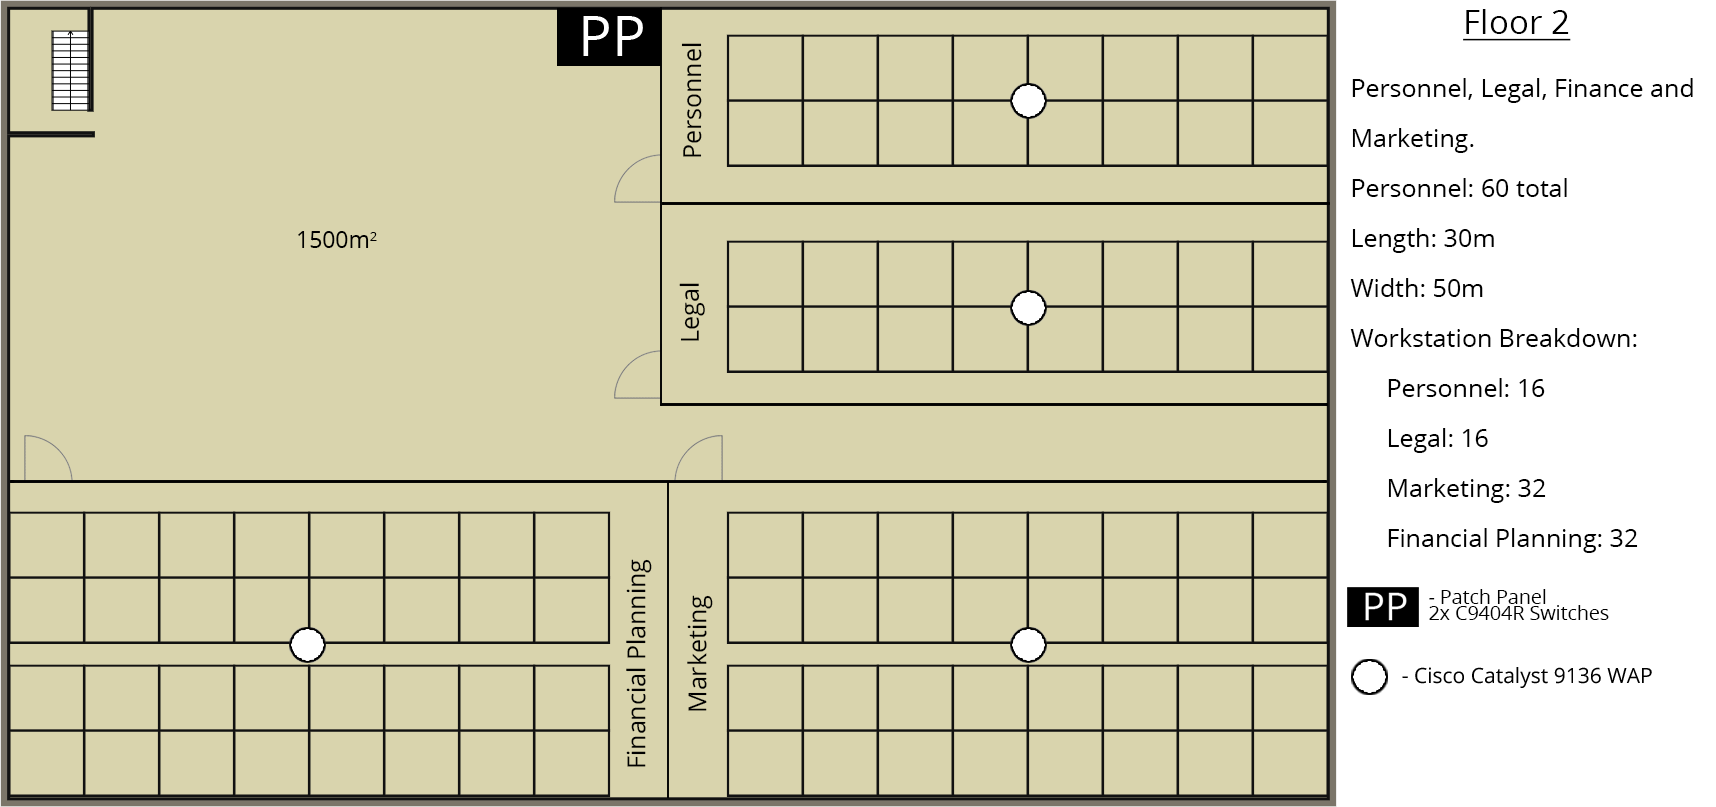 Floor 2
PP
Personnel
Legal
1500m²
Financial Planning
Marketing
Personnel, Legal, Finance and
Marketing.
Personnel: 60 total
Length: 30m
Width: 50m
Workstation Breakdown:
Personnel: 16
Legal: 16
Marketing: 32
Financial Planning: 32
PP - Patch Panel
2x C9404R Switches
- Cisco Catalyst 9136 WAP